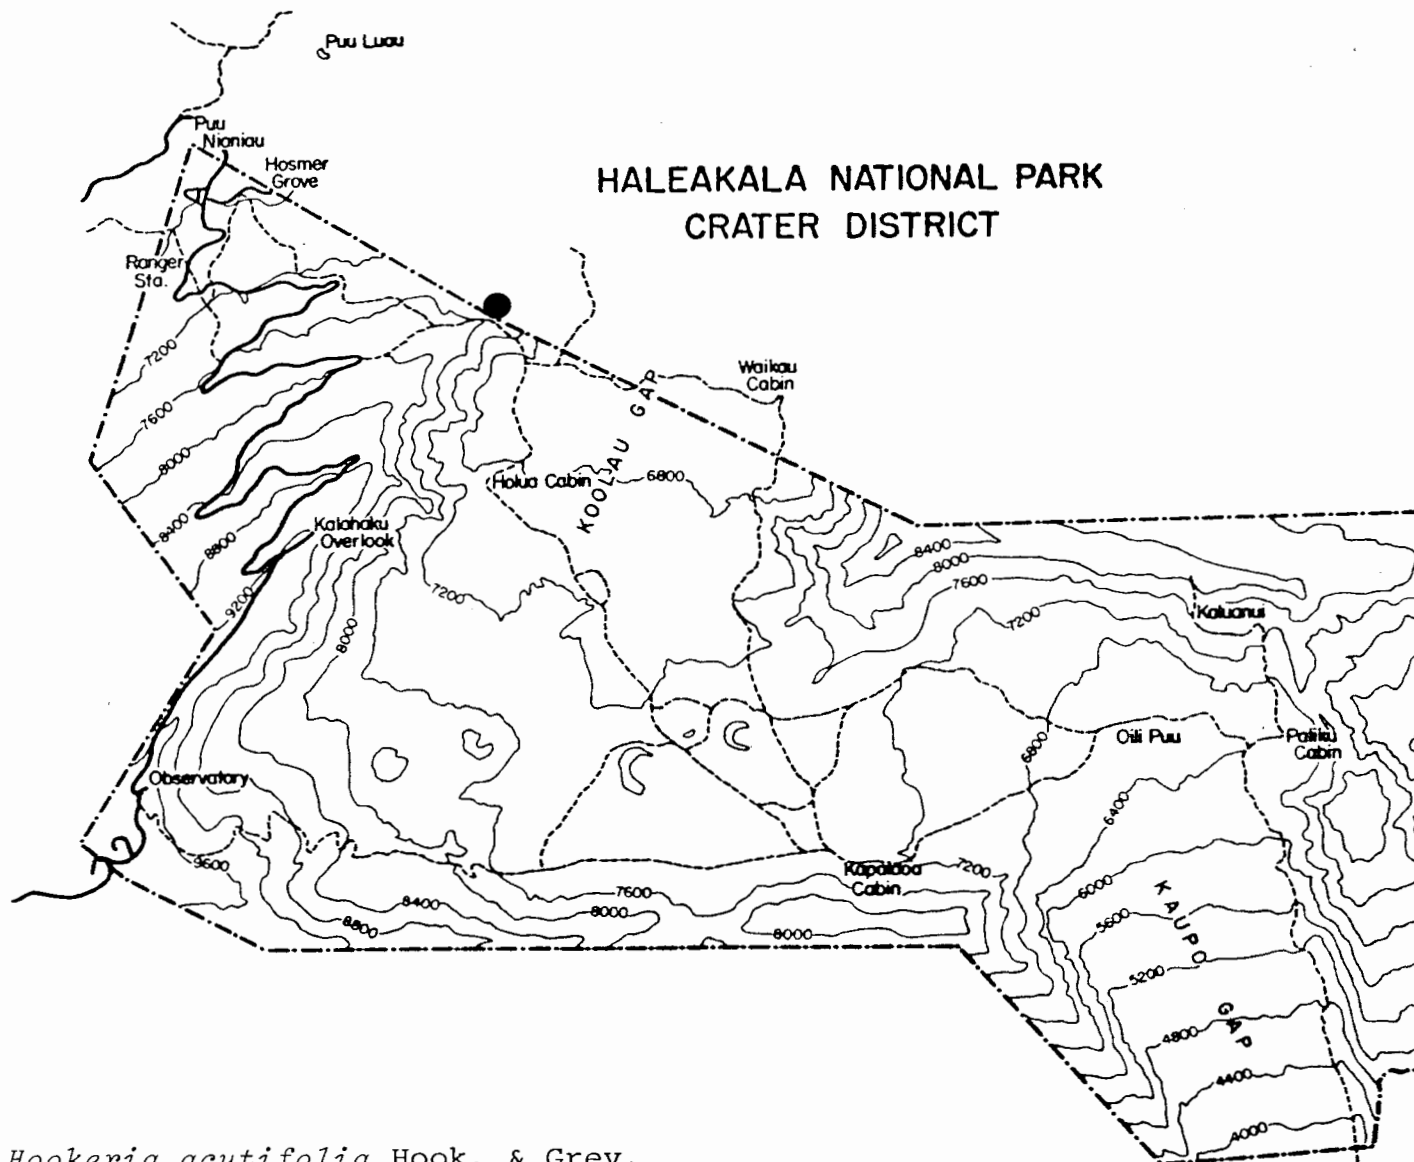 Puu Luau
Puu
Nianiau
Hosmer
Grove
HALEAKALA NATIONAL PARK
CRATER DISTRICT
Ranger
Sta.
7200
Waikau
Cabin
7600
8000
KOOLAU GAP
Holua Cabin
6800
8400
Kalahaku
Overlook
8800
8400
8000
7600
9200
7200
7200
Kaluanui
8000
6800
Oili Puu
Paliku
Cabin
Observatory
6400
9600
Kapalaoa
Cabin
7200
6000
7600
8400
8000
5600
8800
8000
KAUPO GAP
5200
4800
4400
4000
Hookeria acutifolia Hook. & Grev.